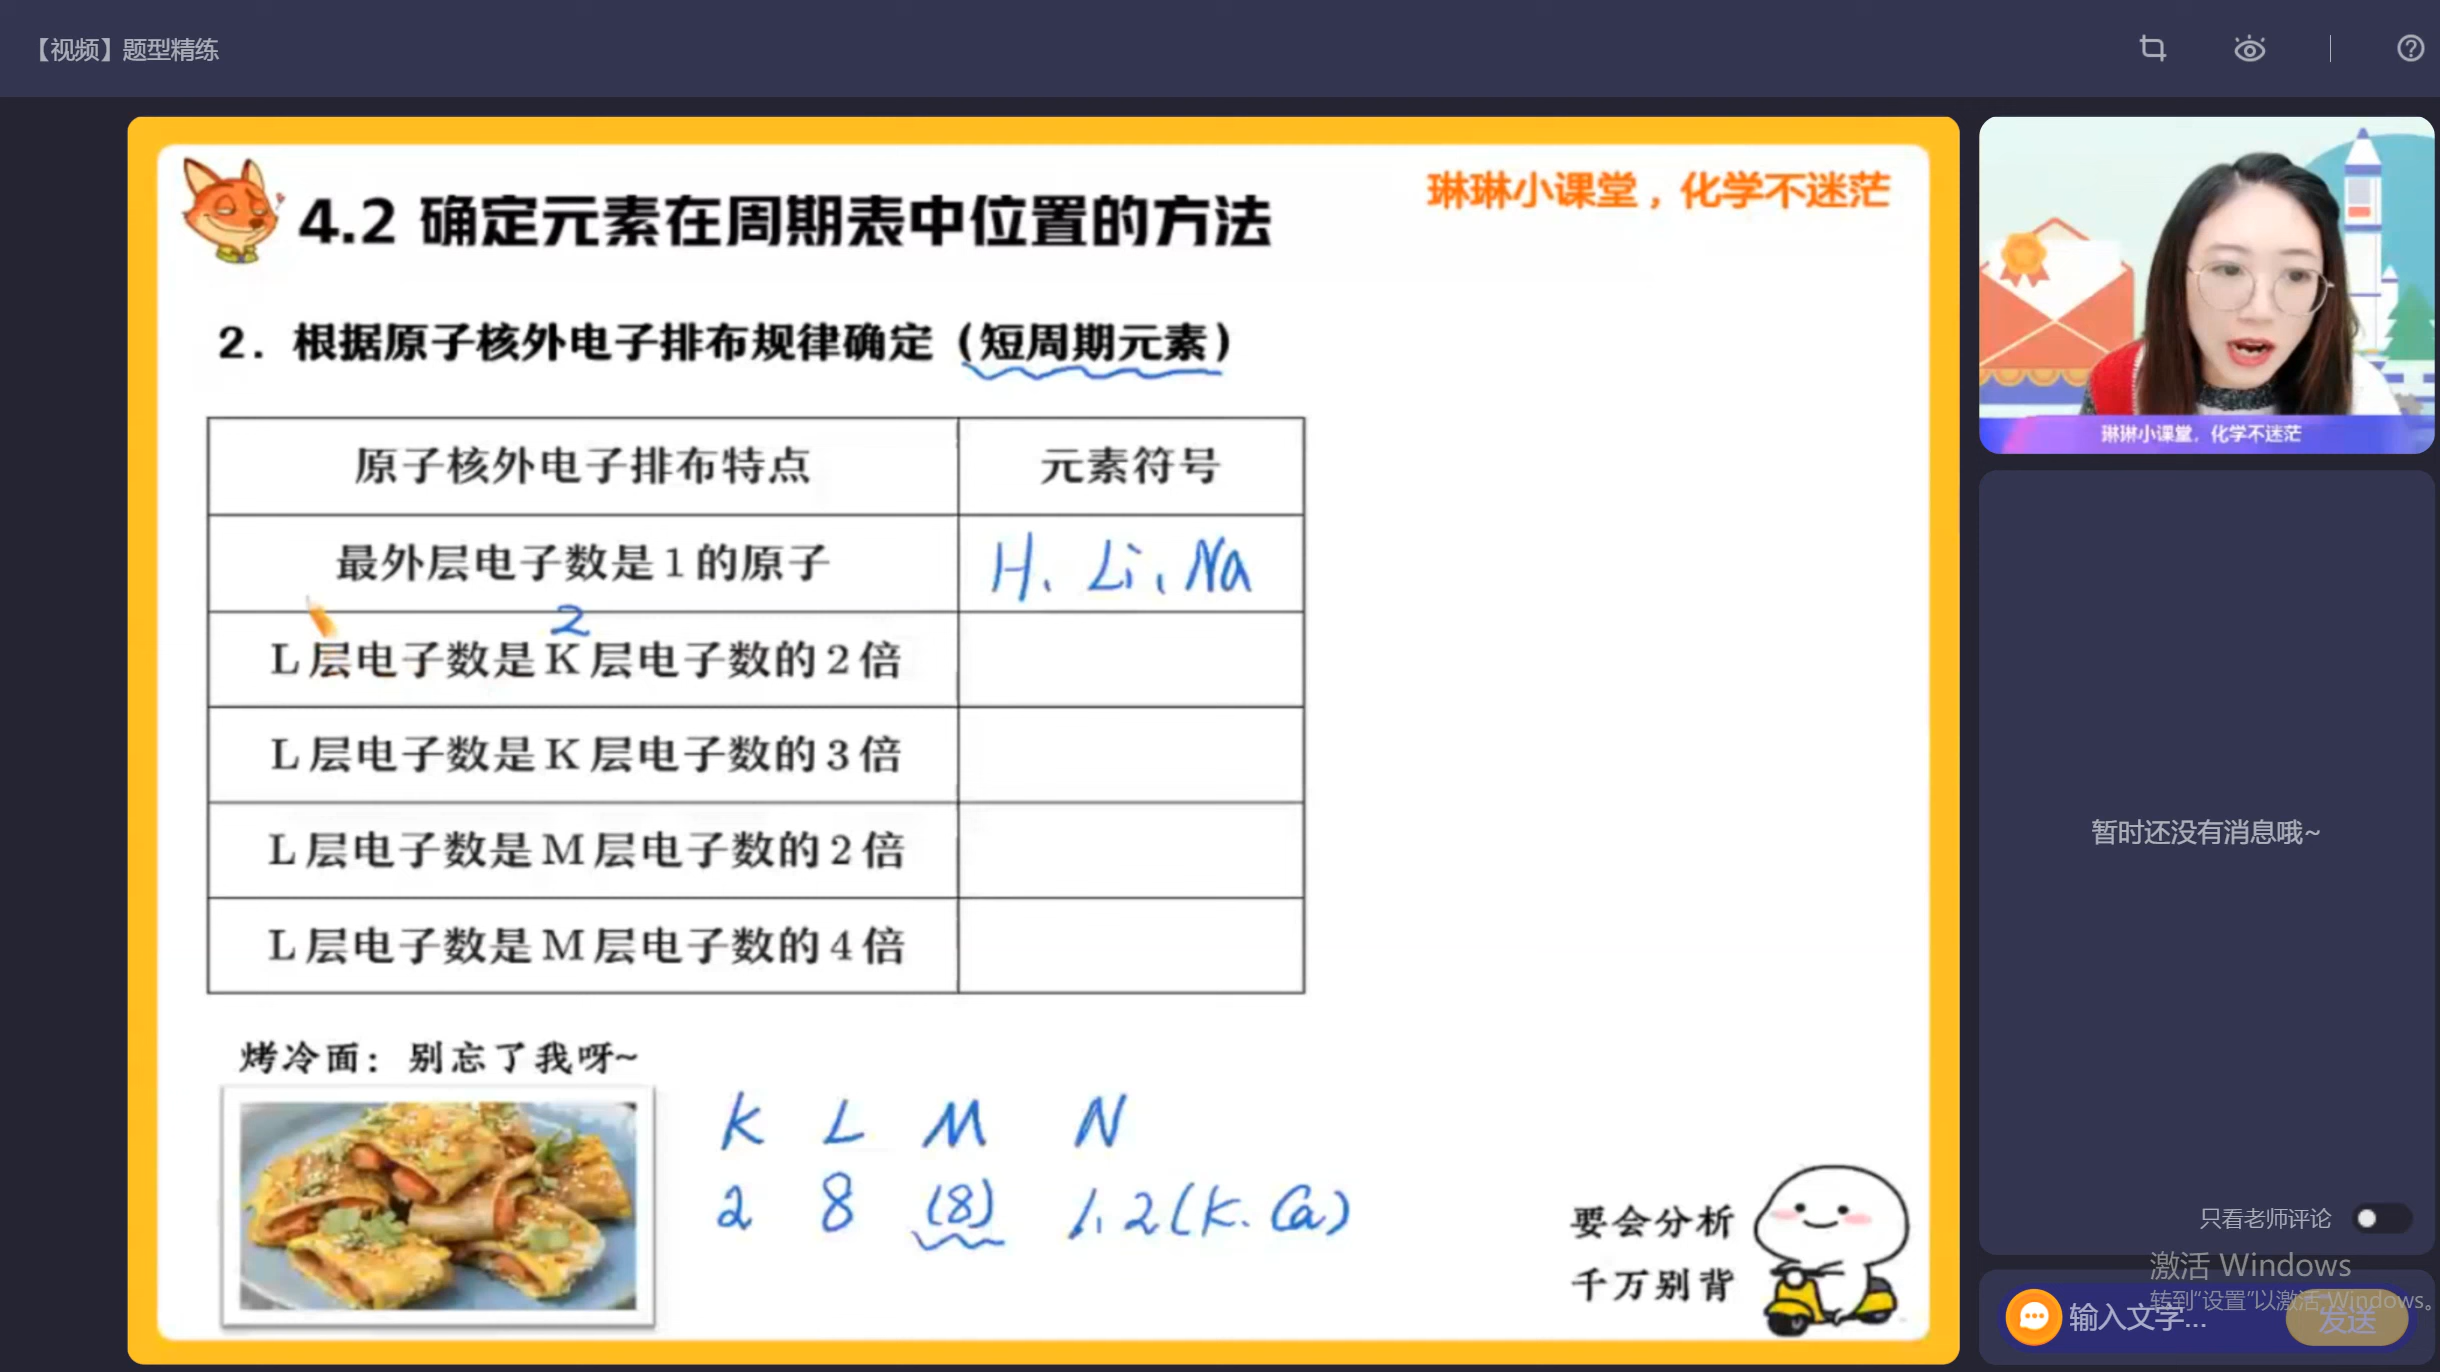 【视频】题型精练
4.2 确定元素在周期表中位置的方法
琳琳小课堂，化学不迷茫
2．根据原子核外电子排布规律确定（短周期元素）
原子核外电子排布特点 元素符号
最外层电子数是1的原子 H、Li、Na
2
L层电子数是K层电子数的2倍
L层电子数是K层电子数的3倍
L层电子数是M层电子数的2倍
L层电子数是M层电子数的4倍
烤冷面：别忘了我呀~
K L M N
2 8 (8) 1、2(K、Ca)
要会分析
千万别背
琳琳小课堂，化学不迷茫
暂时还没有消息哦~
只看老师评论
激活 Windows
转到“设置”以激活 Windows。
输入文字...
发送